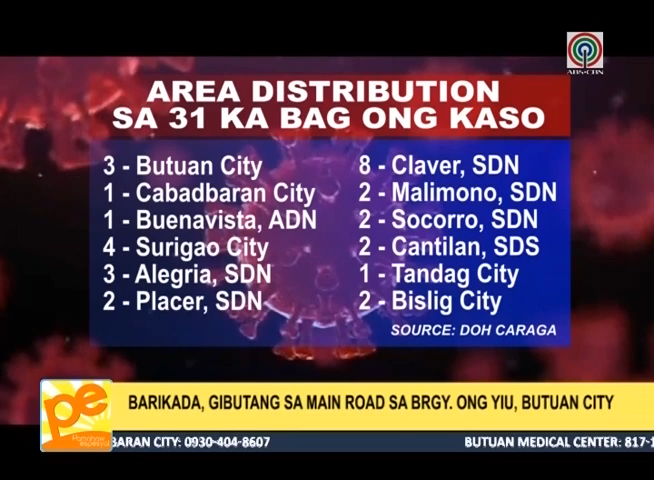 ABS-CBN
AREA DISTRIBUTION
SA 31 KA BAG ONG KASO
3 - Butuan City
1 - Cabadbaran City
1 - Buenavista, ADN
4 - Surigao City
3 - Alegria, SDN
2 - Placer, SDN
8 - Claver, SDN
2 - Malimono, SDN
2 - Socorro, SDN
2 - Cantilan, SDS
1 - Tandag City
2 - Bislig City
SOURCE: DOH CARAGA
pe
BARIKADA, GIBUTANG SA MAIN ROAD SA BRGY. ONG YIU, BUTUAN CITY
BARAN CITY: 0930-404-8607 BUTUAN MEDICAL CENTER: 817-1